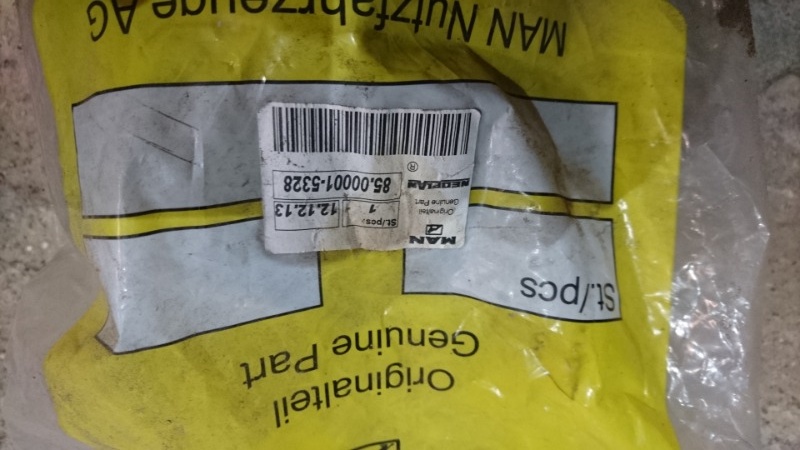 Originalteil
Genuine Part
St./pcs
MAN
Originalteil
Genuine Part
NEOPLAN ®
St./pcs.
1
12.12.13
85.00001-5328
MAN Nutzfahrzeuge AG